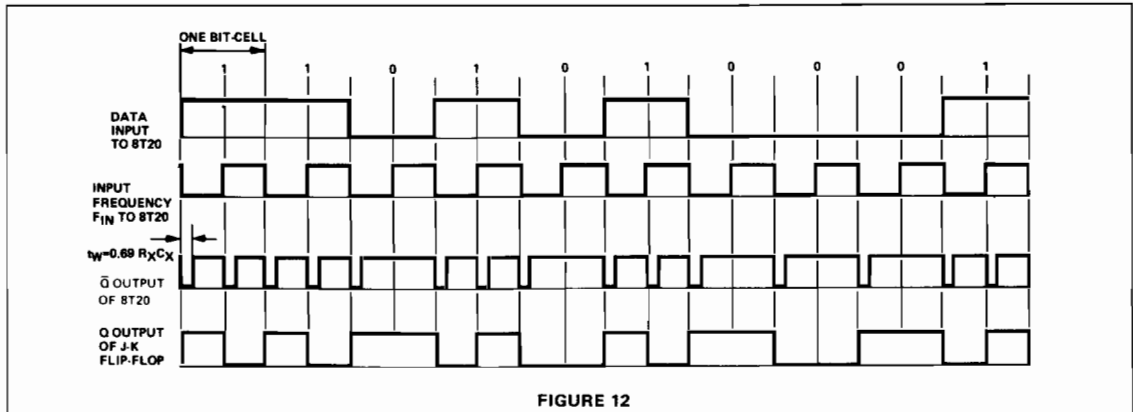 ONE BIT-CELL
1 1 0 1 0 1 0 0 0 1
DATA
INPUT
TO 8T20
INPUT
FREQUENCY
FIN TO 8T20
tW=0.69 RXCX
Q̅ OUTPUT
OF 8T20
Q OUTPUT
OF J-K
FLIP-FLOP
FIGURE 12